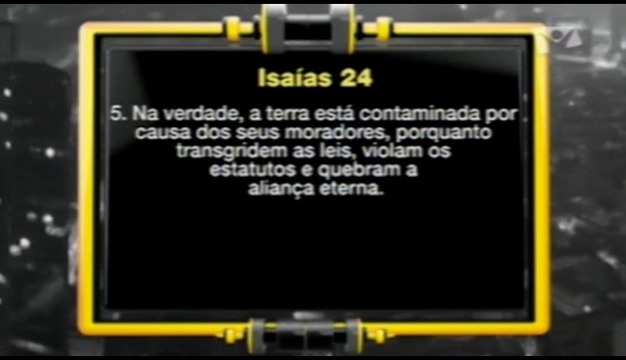 Isaías 24
5. Na verdade, a terra está contaminada por
causa dos seus moradores, porquanto
transgridem as leis, violam os
estatutos e quebram a
aliança eterna.